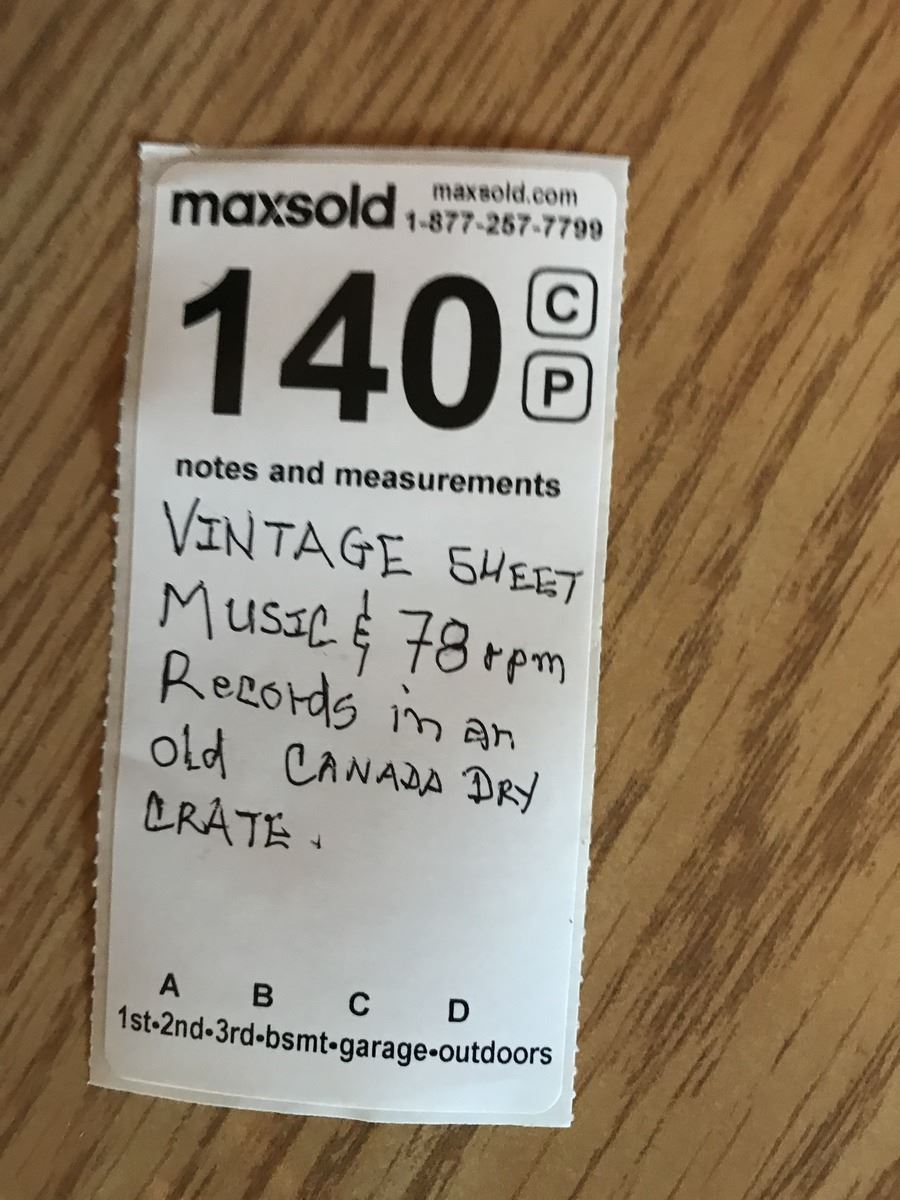 maxsold
maxsold.com
1-877-257-7799
140
C
P
notes and measurements
VINTAGE SHEET
MUSIC & 78 rpm
Records in an
old CANADA DRY
CRATE.
A B C D
1st•2nd•3rd•bsmt•garage•outdoors